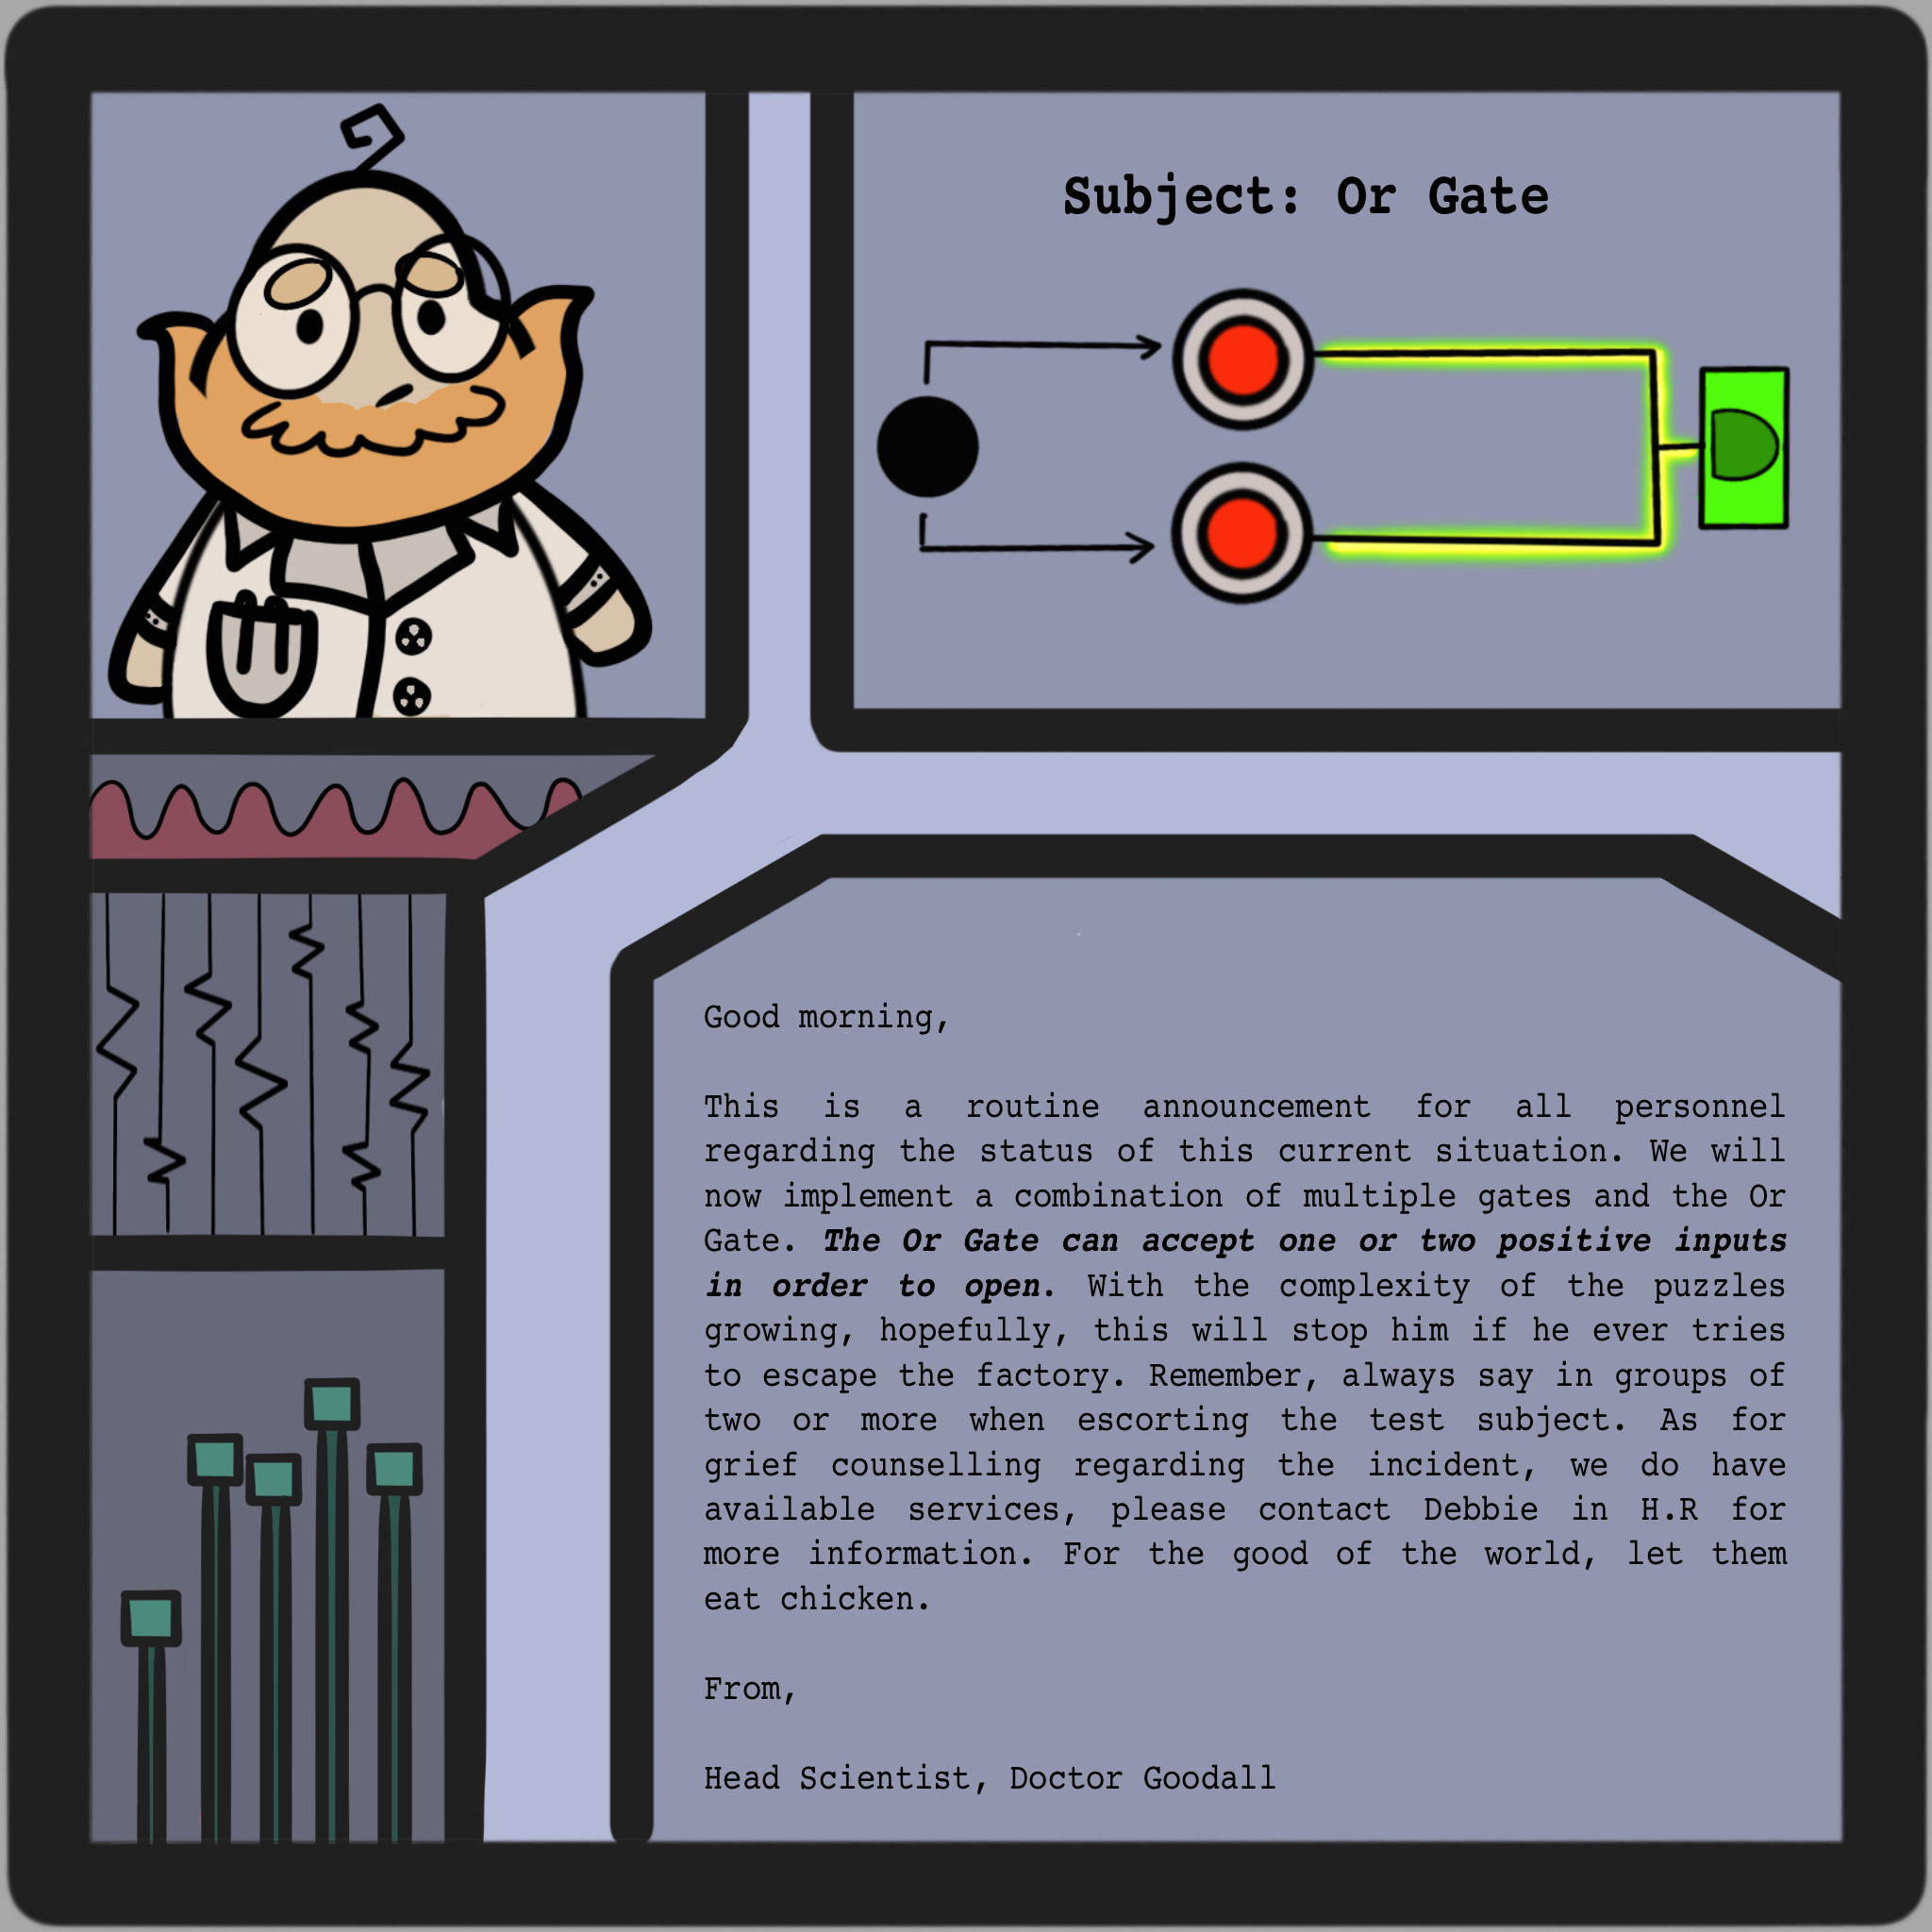 Subject: Or Gate
Good morning,
This is a routine announcement for all personnel
regarding the status of this current situation. We will
now implement a combination of multiple gates and the Or
Gate. The Or Gate can accept one or two positive inputs
in order to open. With the complexity of the puzzles
growing, hopefully, this will stop him if he ever tries
to escape the factory. Remember, always say in groups of
two or more when escorting the test subject. As for
grief counselling regarding the incident, we do have
available services, please contact Debbie in H.R for
more information. For the good of the world, let them
eat chicken.
From,
Head Scientist, Doctor Goodall